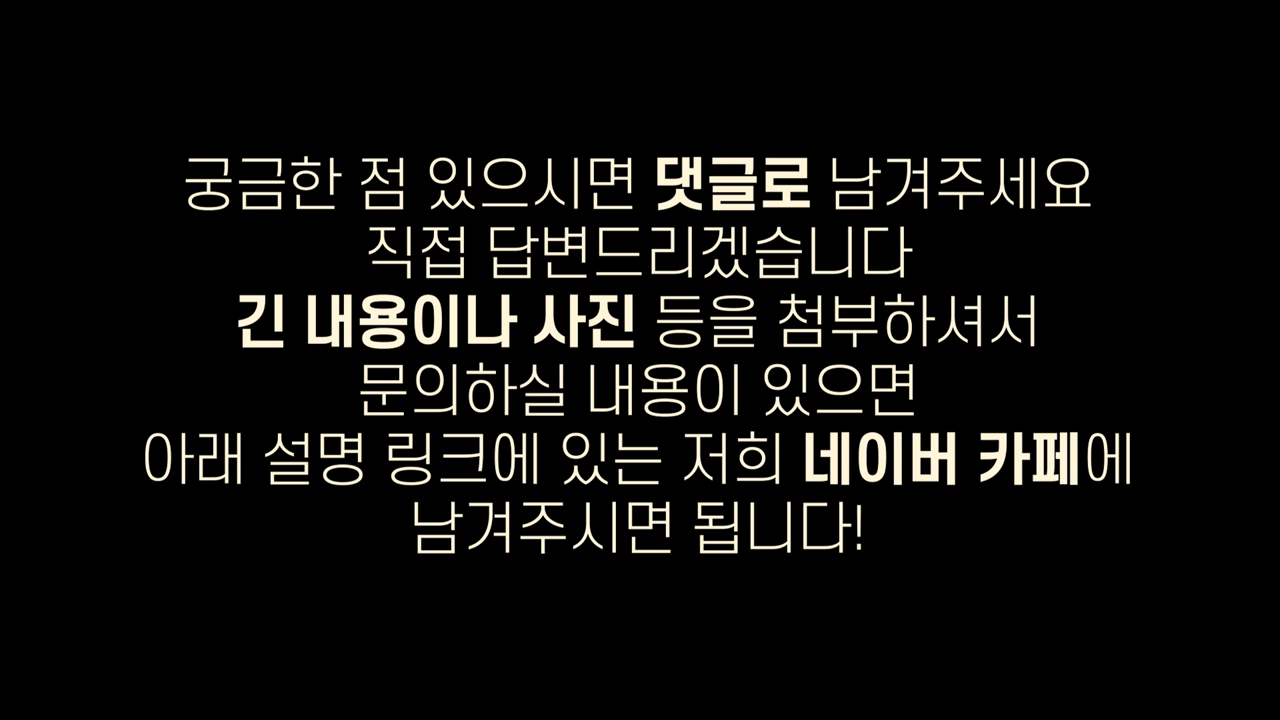 궁금한 점 있으시면 댓글로 남겨주세요
직접 답변드리겠습니다
긴 내용이나 사진 등을 첨부하셔서
문의하실 내용이 있으면
아래 설명 링크에 있는 저희 네이버 카페에
남겨주시면 됩니다!